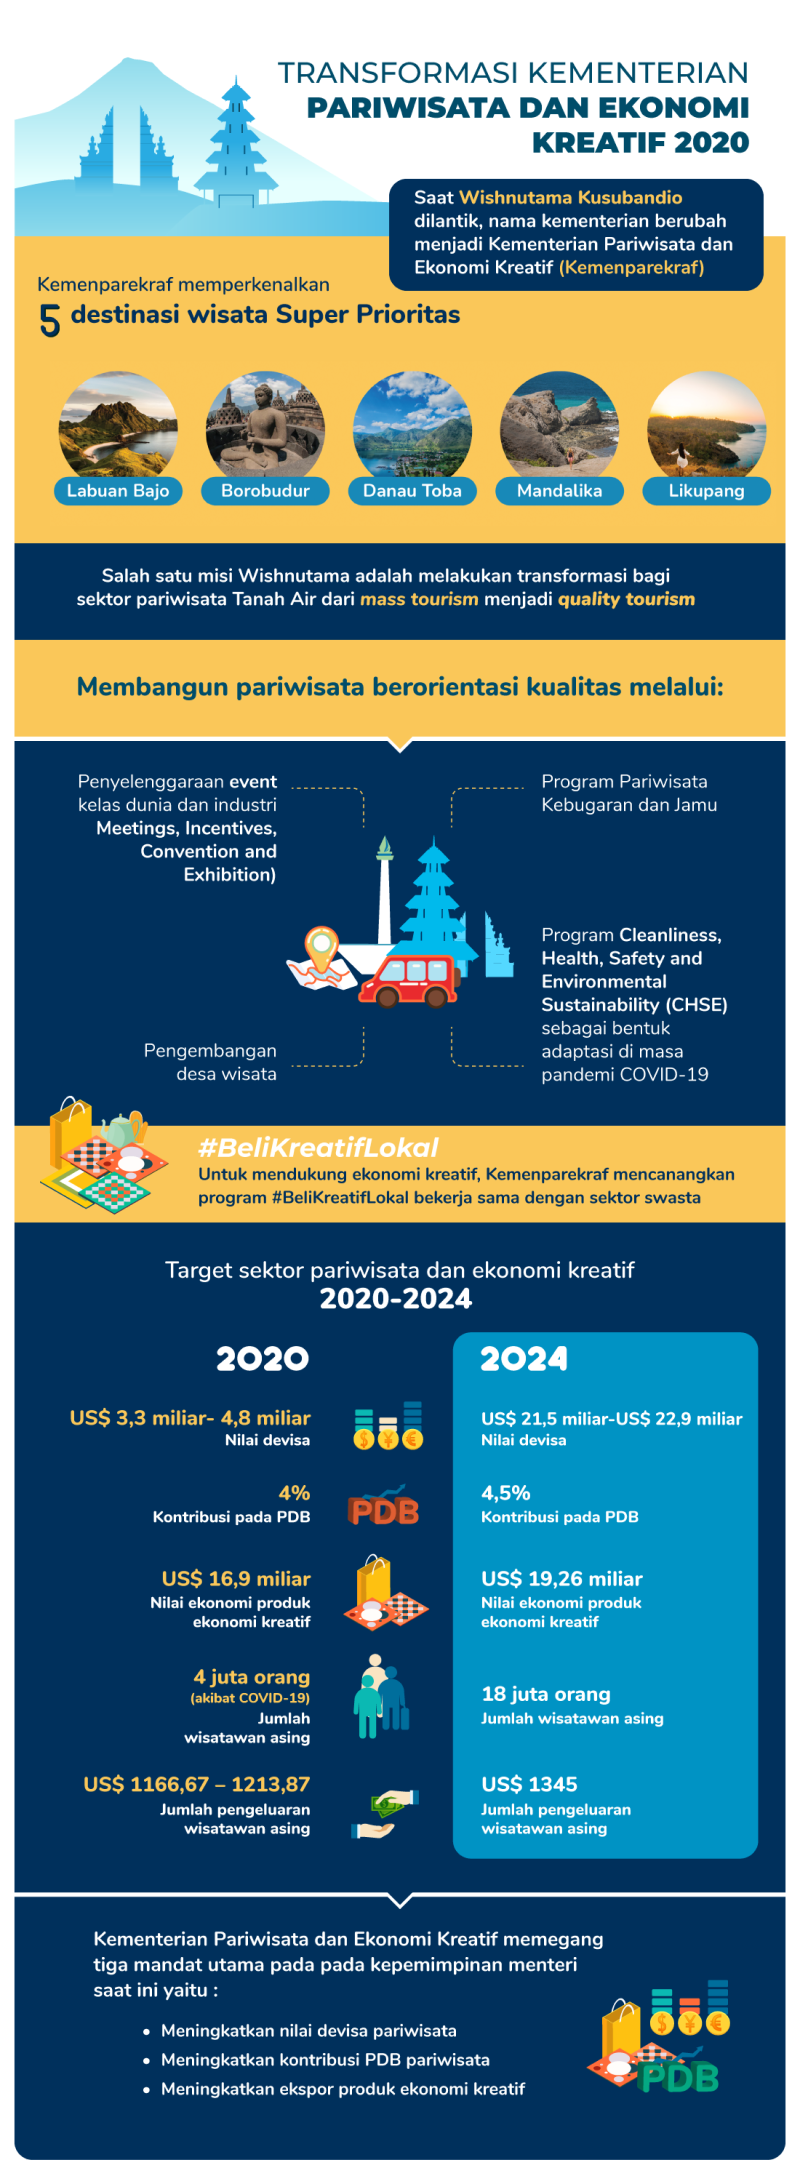 TRANSFORMASI KEMENTERIAN
PARIWISATA DAN EKONOMI
KREATIF 2020
Saat Wishnutama Kusubandio
dilantik, nama kementerian berubah
menjadi Kementerian Pariwisata dan
Ekonomi Kreatif (Kemenparekraf)
Kemenparekraf memperkenalkan
5 destinasi wisata Super Prioritas
Labuan Bajo
Borobudur
Danau Toba
Mandalika
Likupang
Salah satu misi Wishnutama adalah melakukan transformasi bagi
sektor pariwisata Tanah Air dari mass tourism menjadi quality tourism
Membangun pariwisata berorientasi kualitas melalui:
Penyelenggaraan event
kelas dunia dan industri
Meetings, Incentives,
Convention and
Exhibition)
Program Pariwisata
Kebugaran dan Jamu
Pengembangan
desa wisata
Program Cleanliness,
Health, Safety and
Environmental
Sustainability (CHSE)
sebagai bentuk
adaptasi di masa
pandemi COVID-19
#BeliKreatifLokal
Untuk mendukung ekonomi kreatif, Kemenparekraf mencanangkan
program #BeliKreatifLokal bekerja sama dengan sektor swasta
Target sektor pariwisata dan ekonomi kreatif
2020-2024
2020
US$ 3,3 miliar- 4,8 miliar
Nilai devisa
4%
Kontribusi pada PDB
US$ 16,9 miliar
Nilai ekonomi produk
ekonomi kreatif
4 juta orang
(akibat COVID-19)
Jumlah
wisatawan asing
US$ 1166,67 – 1213,87
Jumlah pengeluaran
wisatawan asing
PDB
2024
US$ 21,5 miliar-US$ 22,9 miliar
Nilai devisa
4,5%
Kontribusi pada PDB
US$ 19,26 miliar
Nilai ekonomi produk
ekonomi kreatif
18 juta orang
Jumlah wisatawan asing
US$ 1345
Jumlah pengeluaran
wisatawan asing
Kementerian Pariwisata dan Ekonomi Kreatif memegang
tiga mandat utama pada pada kepemimpinan menteri
saat ini yaitu :
• Meningkatkan nilai devisa pariwisata
• Meningkatkan kontribusi PDB pariwisata
• Meningkatkan ekspor produk ekonomi kreatif
PDB